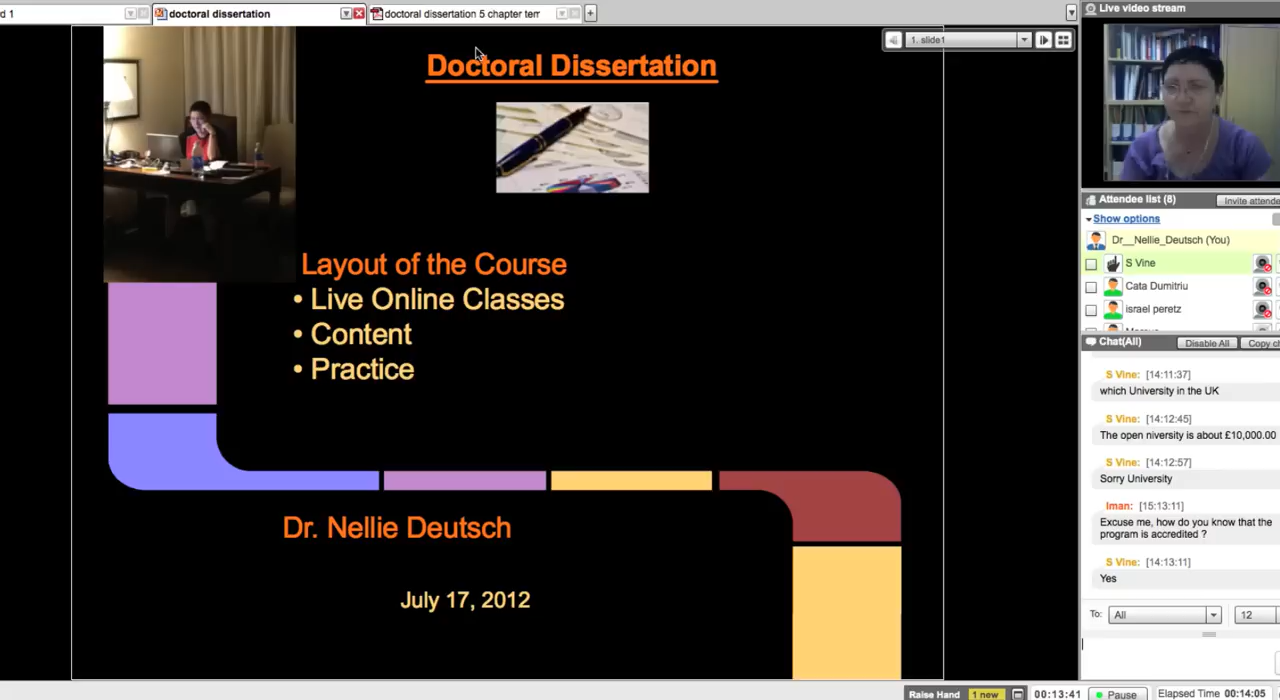 d 1
doctoral dissertation
doctoral dissertation 5 chapter tem
Live video stream
1. slide1
Doctoral Dissertation
Layout of the Course
• Live Online Classes
• Content
• Practice
Dr. Nellie Deutsch
July 17, 2012
Attendee list (8)
Invite attende
Show options
Dr__Nellie_Deutsch (You)
S Vine
Cata Dumitriu
israel peretz
Chat(All)
Disable All
Copy ch
S Vine: [14:11:37]
which University in the UK
S Vine: [14:12:45]
The open niversity is about £10,000.00
S Vine: [14:12:57]
Sorry University
Iman: [15:13:11]
Excuse me, how do you know that the
program is accredited ?
S Vine: [14:13:11]
Yes
To: All 12
Raise Hand 1 new 00:13:41 Pause Elapsed Time 00:14:05